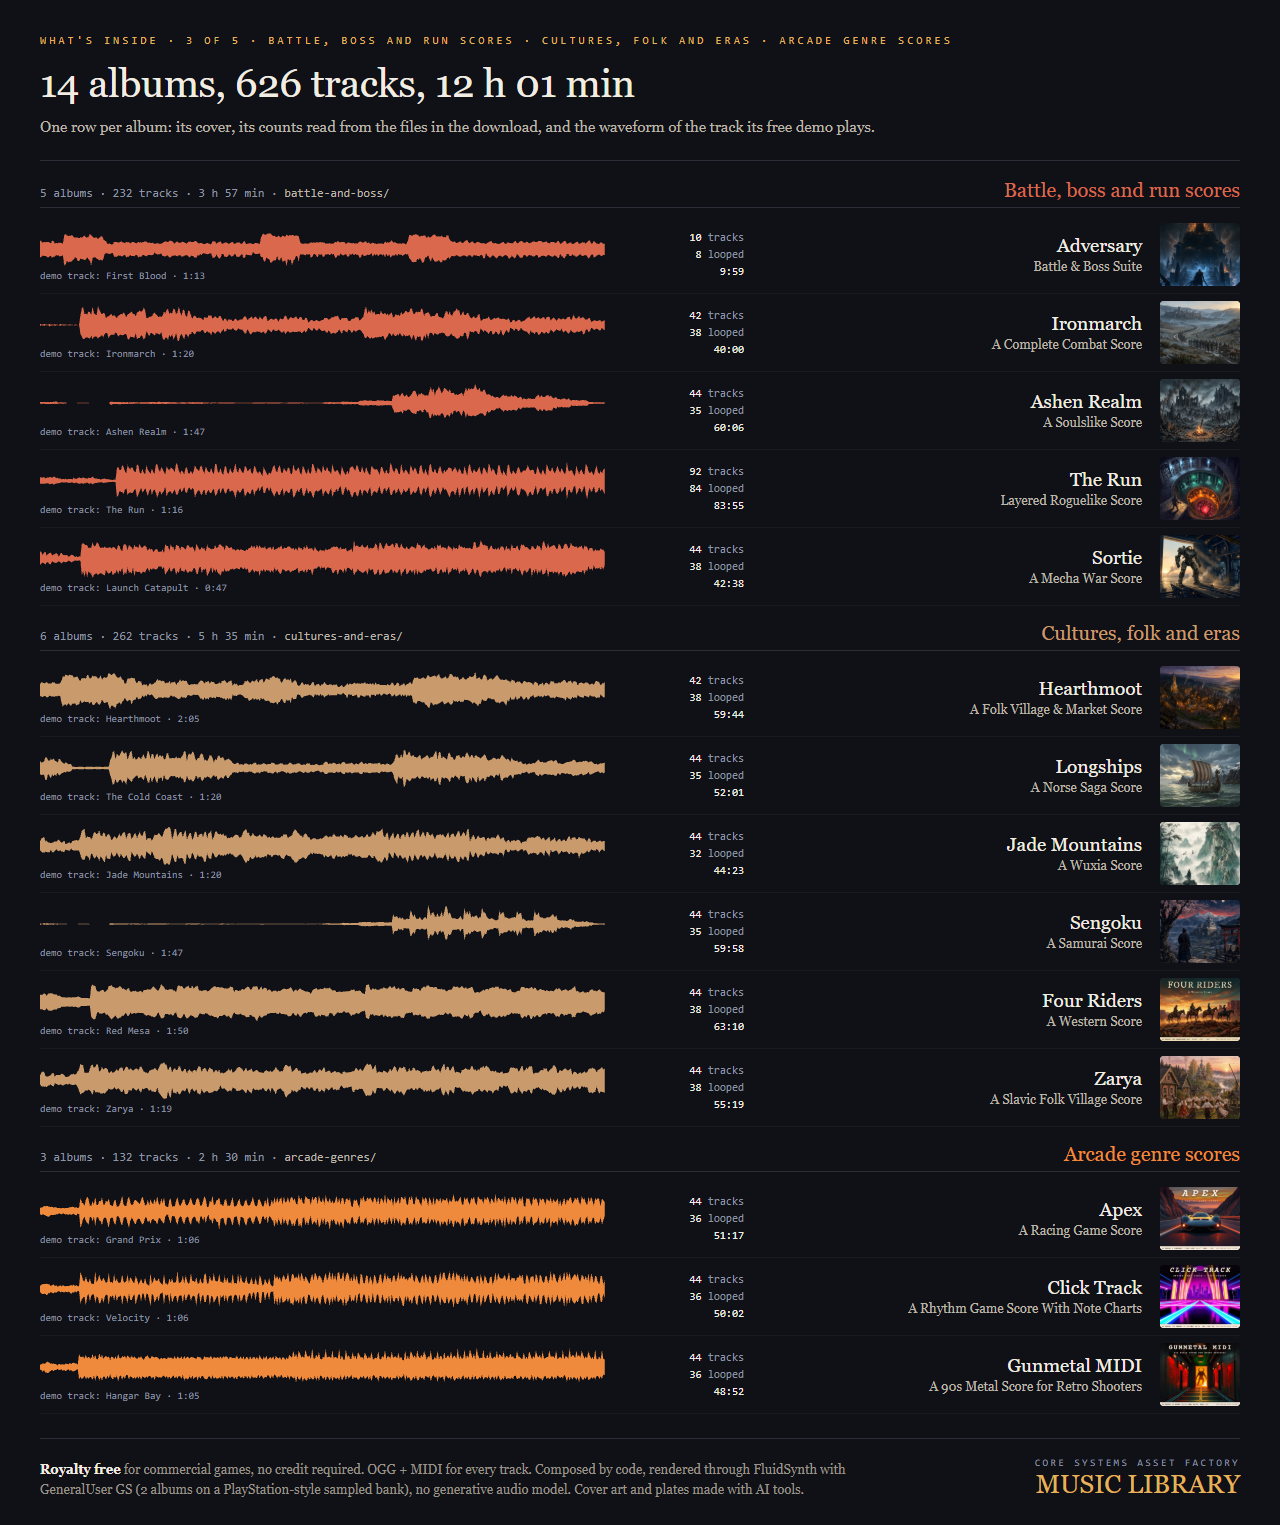 WHAT'S INSIDE · 3 OF 5 · BATTLE, BOSS AND RUN SCORES · CULTURES, FOLK AND ERAS · ARCADE GENRE SCORES
14 albums, 626 tracks, 12 h 01 min
One row per album: its cover, its counts read from the files in the download, and the waveform of the track its free demo plays.
5 albums · 232 tracks · 3 h 57 min · battle-and-boss/
Battle, boss and run scores
demo track: First Blood · 1:13
10 tracks
8 looped
9:59
Adversary
Battle & Boss Suite
demo track: Ironmarch · 1:20
42 tracks
38 looped
40:00
Ironmarch
A Complete Combat Score
demo track: Ashen Realm · 1:47
44 tracks
35 looped
60:06
Ashen Realm
A Soulslike Score
demo track: The Run · 1:16
92 tracks
84 looped
83:55
The Run
Layered Roguelike Score
demo track: Launch Catapult · 0:47
44 tracks
38 looped
42:38
Sortie
A Mecha War Score
6 albums · 262 tracks · 5 h 35 min · cultures-and-eras/
Cultures, folk and eras
demo track: Hearthmoot · 2:05
42 tracks
38 looped
59:44
Hearthmoot
A Folk Village & Market Score
demo track: The Cold Coast · 1:20
44 tracks
35 looped
52:01
Longships
A Norse Saga Score
demo track: Jade Mountains · 1:20
44 tracks
32 looped
44:23
Jade Mountains
A Wuxia Score
demo track: Sengoku · 1:47
44 tracks
35 looped
59:58
Sengoku
A Samurai Score
demo track: Red Mesa · 1:50
44 tracks
38 looped
63:10
Four Riders
A Western Score
FOUR RIDERS
demo track: Zarya · 1:19
44 tracks
38 looped
55:19
Zarya
A Slavic Folk Village Score
3 albums · 132 tracks · 2 h 30 min · arcade-genres/
Arcade genre scores
demo track: Grand Prix · 1:06
44 tracks
36 looped
51:17
Apex
A Racing Game Score
APEX
demo track: Velocity · 1:06
44 tracks
36 looped
50:02
Click Track
A Rhythm Game Score With Note Charts
CLICK TRACK
demo track: Hangar Bay · 1:05
44 tracks
36 looped
48:52
Gunmetal MIDI
A 90s Metal Score for Retro Shooters
GUNMETAL MIDI
Royalty free for commercial games, no credit required. OGG + MIDI for every track. Composed by code, rendered through FluidSynth with
GeneralUser GS (2 albums on a PlayStation-style sampled bank), no generative audio model. Cover art and plates made with AI tools.
CORE SYSTEMS ASSET FACTORY
MUSIC LIBRARY